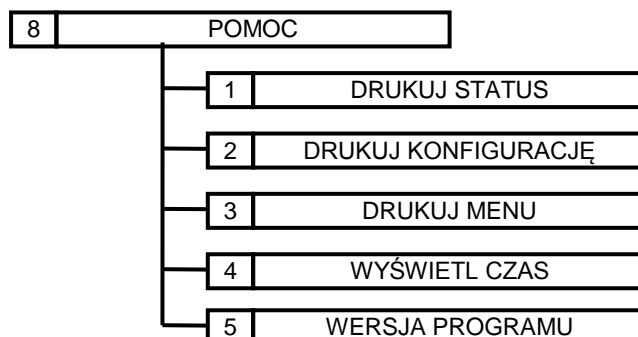 8 POMOC
1 DRUKUJ STATUS
2 DRUKUJ KONFIGURACJĘ
3 DRUKUJ MENU
4 WYŚWIETL CZAS
5 WERSJA PROGRAMU